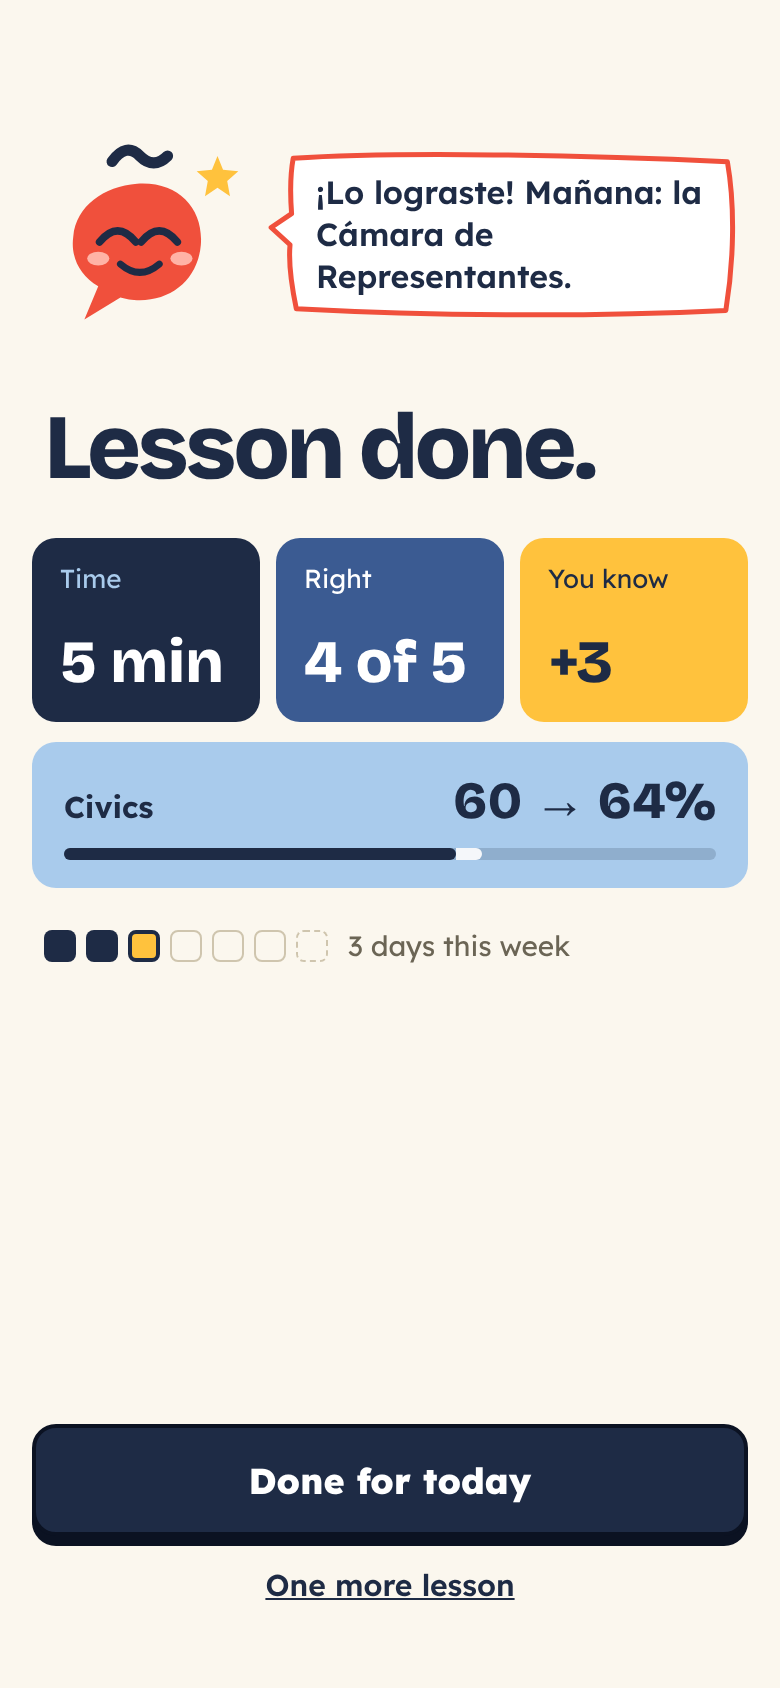 ¡Lo lograste! Mañana: la
Cámara de
Representantes.
Lesson done.
Time
5 min
Right
4 of 5
You know
+3
Civics
60 → 64%
3 days this week
Done for today
One more lesson